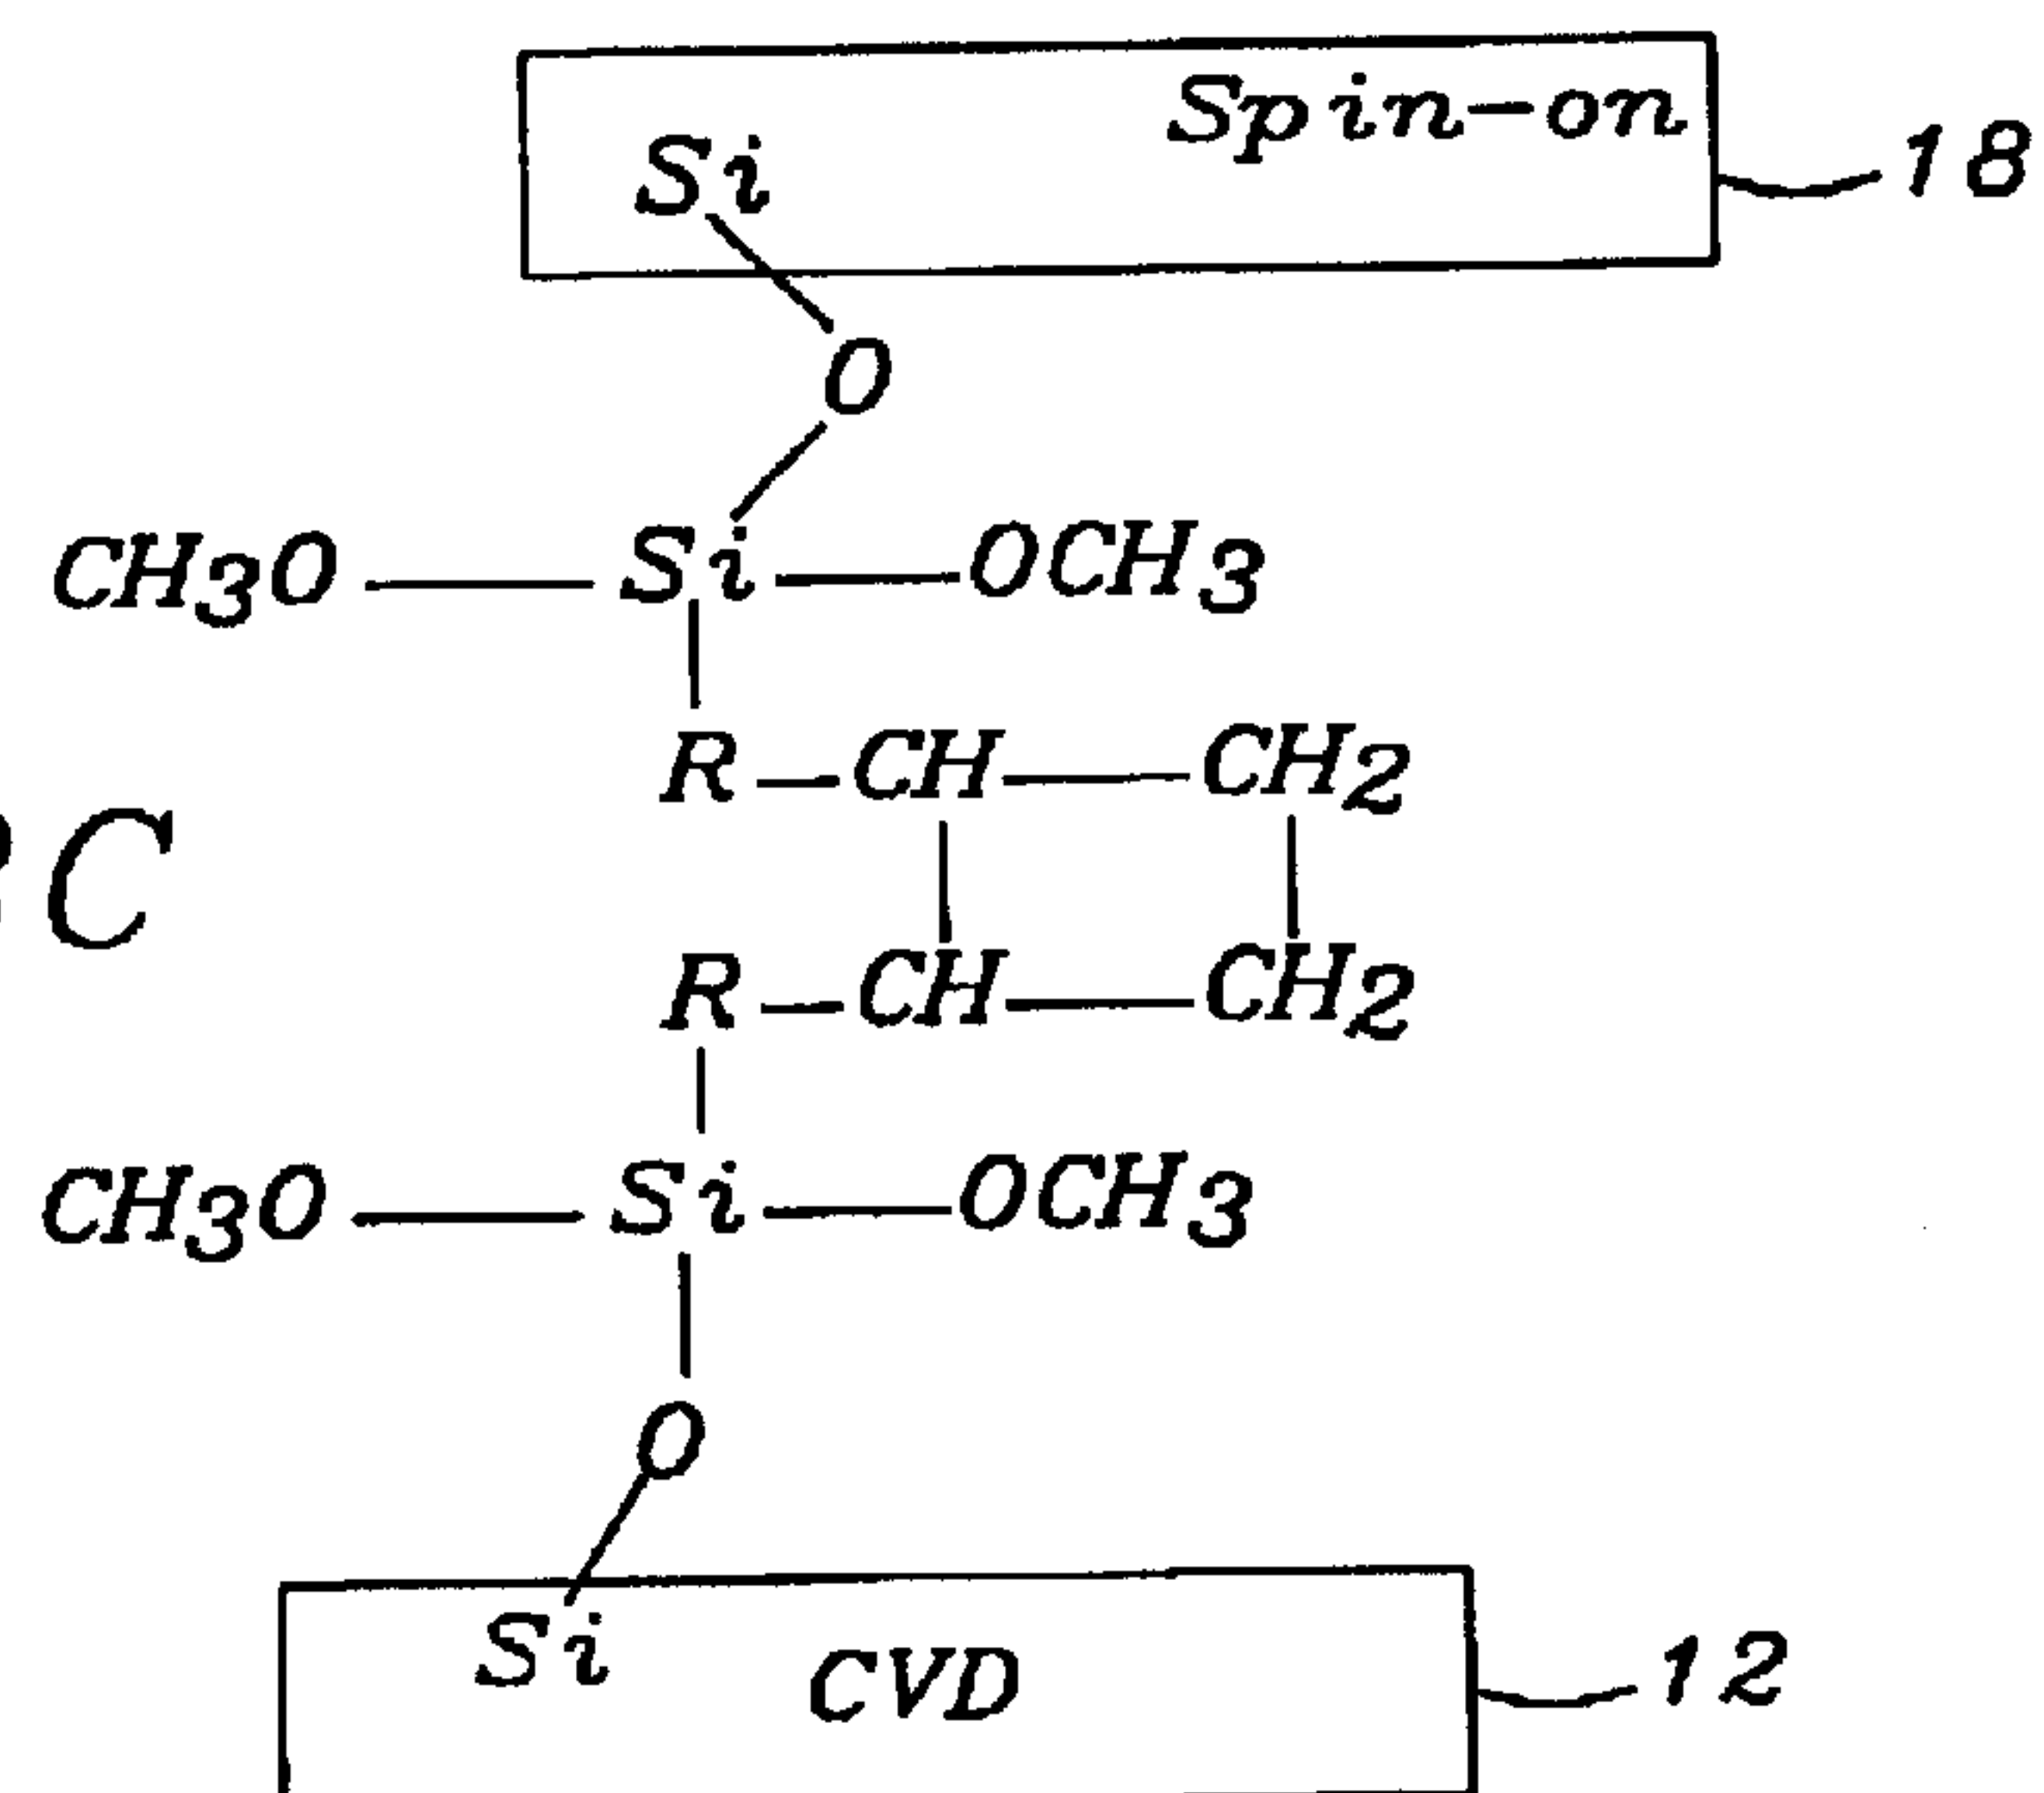 Spin-on
Si
18
O
CH3O Si OCH3
R CH CH2
C
R CH CH2
CH3O Si OCH3
O
Si CVD 12